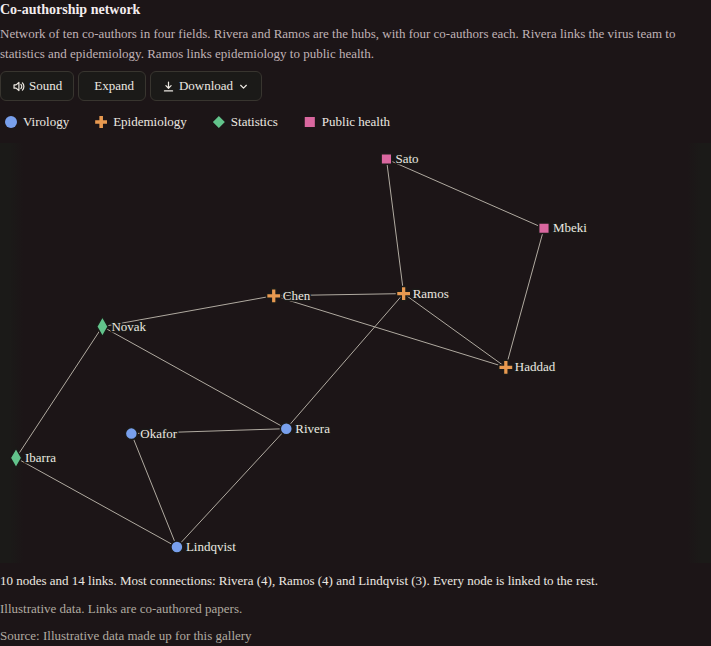 Co-authorship network
Network of ten co-authors in four fields. Rivera and Ramos are the hubs, with four co-authors each. Rivera links the virus team to
statistics and epidemiology. Ramos links epidemiology to public health.
Sound Expand Download
Virology Epidemiology Statistics Public health
Sato
Mbeki
Chen Ramos
Novak
Haddad
Okafor Rivera
Ibarra
Lindqvist
10 nodes and 14 links. Most connections: Rivera (4), Ramos (4) and Lindqvist (3). Every node is linked to the rest.
Illustrative data. Links are co-authored papers.
Source: Illustrative data made up for this gallery